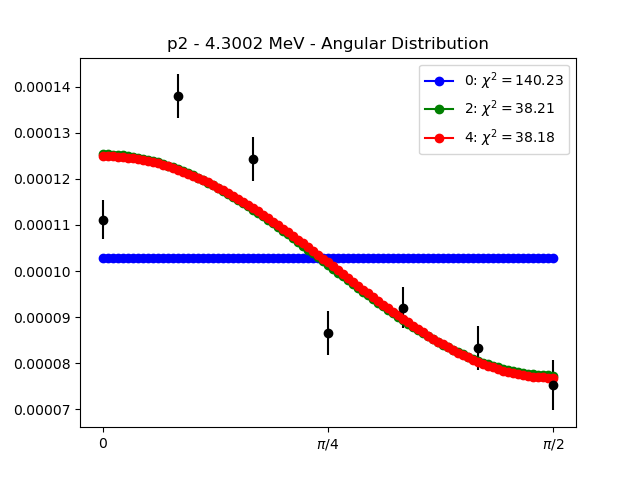 p2 - 4.3002 MeV - Angular Distribution
0: χ² = 140.23
2: χ² = 38.21
4: χ² = 38.18
0.00014
0.00013
0.00012
0.00011
0.00010
0.00009
0.00008
0.00007
0 π/4 π/2